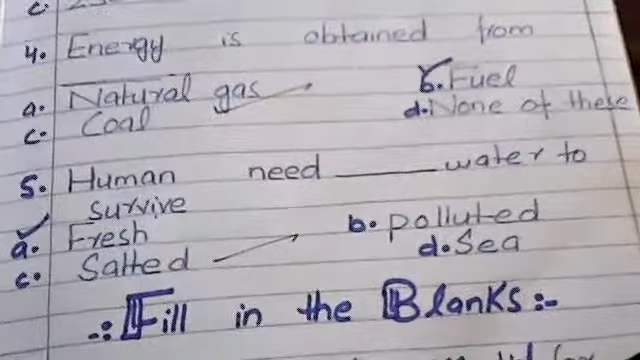 4. Energy is obtained from
a. Natural gas b. Fuel
c. Coal d. None of these
5. Human need ______ water to
survive
a. Fresh b. polluted
c. Salted d. Sea
.: Fill in the Blanks :-